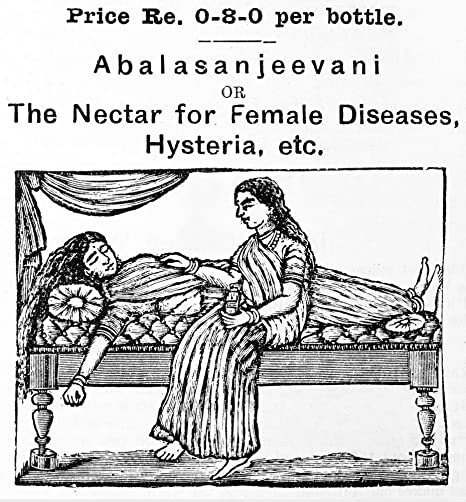 Price Re. 0-8-0 per bottle.
Abalasanjeevani
OR
The Nectar for Female Diseases,
Hysteria, etc.